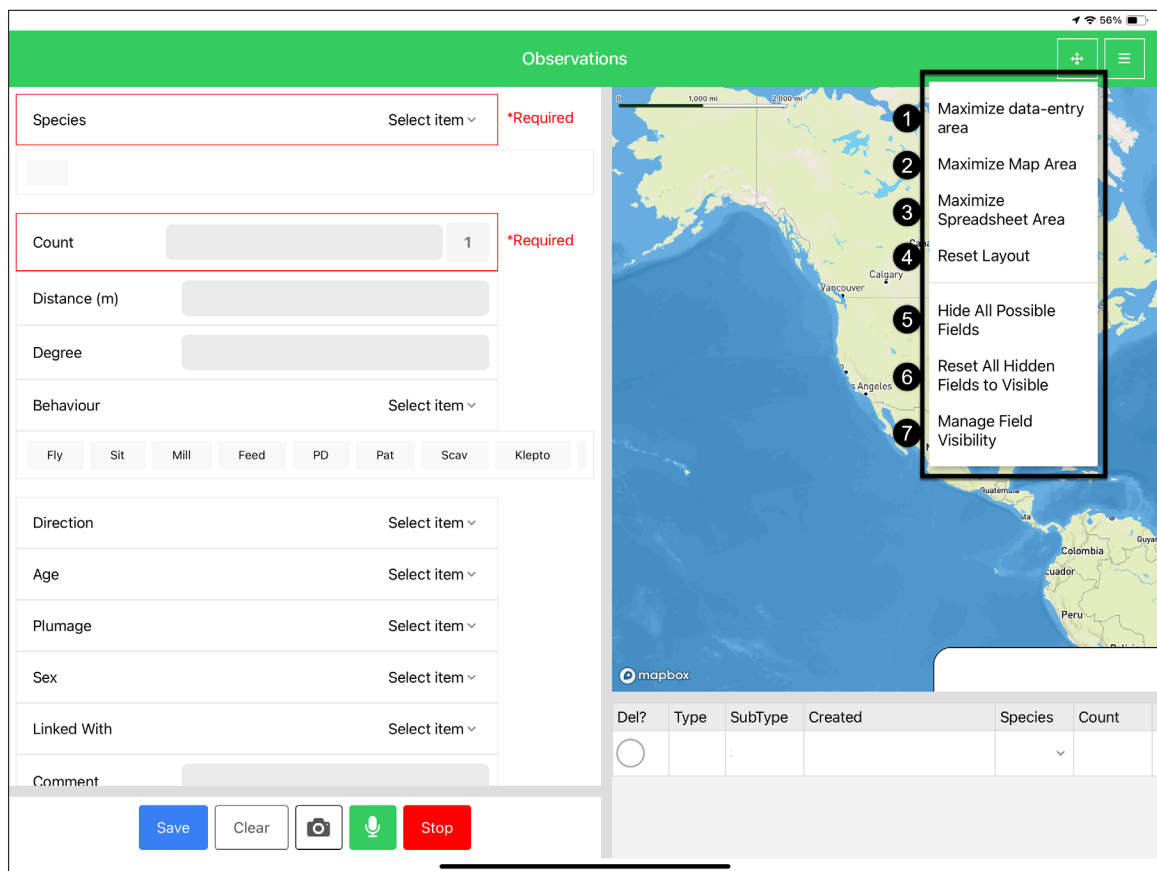 56%
Observations
Species Select item
*Required
Count 1
*Required
Distance (m)
Degree
Behaviour Select item
Fly Sit Mill Feed PD Pat Scav Klepto
Direction Select item
Age Select item
Plumage Select item
Sex Select item
Linked With Select item
Comment
Save Clear Stop
0 1,000 mi 2,000 mi
Calgary
Vancouver
s Angeles
Guatemala
Colombia
Guyan
cuador
Peru
mapbox
1 Maximize data-entry
area
2 Maximize Map Area
3 Maximize
Spreadsheet Area
4 Reset Layout
5 Hide All Possible
Fields
6 Reset All Hidden
Fields to Visible
7 Manage Field
Visibility
Del? Type SubType Created Species Count